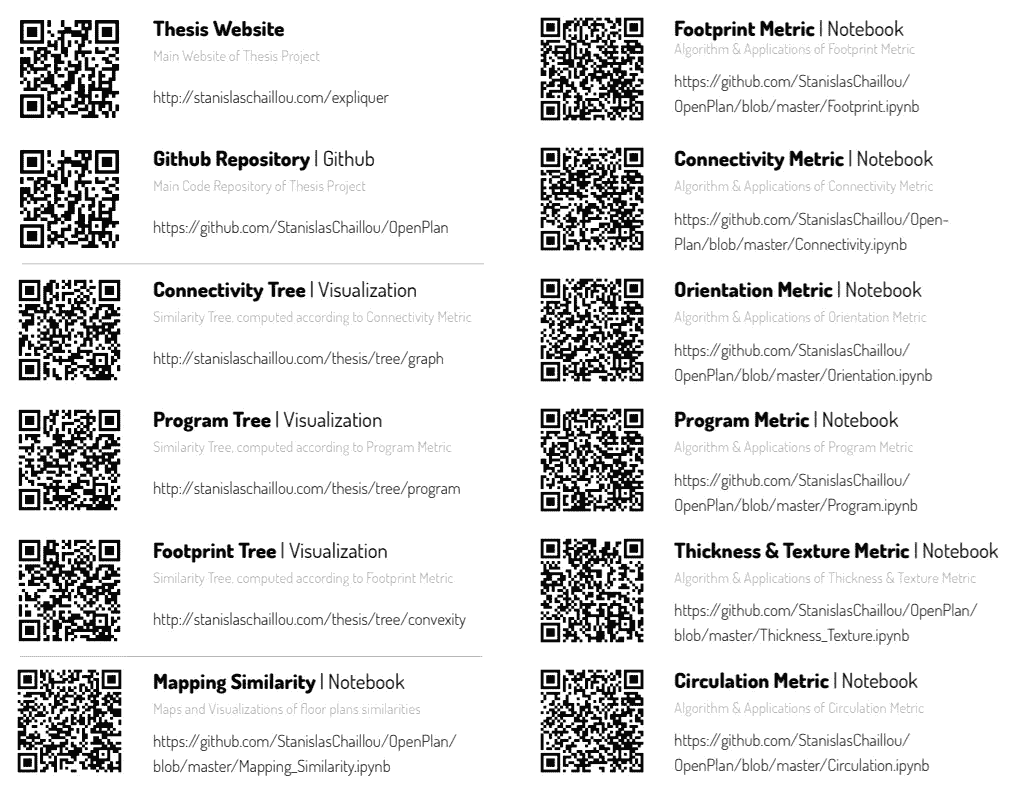 Thesis Website
Main Website of Thesis Project
http://stanislaschaillou.com/expliquer
Github Repository | Github
Main Code Repository of Thesis Project
https://github.com/StanislasChaillou/OpenPlan
Connectivity Tree | Visualization
Similarity Tree, computed according to Connectivity Metric
http://stanislaschaillou.com/thesis/tree/graph
Program Tree | Visualization
Similarity Tree, computed according to Program Metric
http://stanislaschaillou.com/thesis/tree/program
Footprint Tree | Visualization
Similarity Tree, computed according to Footprint Metric
http://stanislaschaillou.com/thesis/tree/convexity
Mapping Similarity | Notebook
Maps and Visualizations of floor plans similarities
https://github.com/StanislasChaillou/OpenPlan/
blob/master/Mapping_Similarity.ipynb
Footprint Metric | Notebook
Algorithm & Applications of Footprint Metric
https://github.com/StanislasChaillou/
OpenPlan/blob/master/Footprint.ipynb
Connectivity Metric | Notebook
Algorithm & Applications of Connectivity Metric
https://github.com/StanislasChaillou/Open-
Plan/blob/master/Connectivity.ipynb
Orientation Metric | Notebook
Algorithm & Applications of Orientation Metric
https://github.com/StanislasChaillou/
OpenPlan/blob/master/Orientation.ipynb
Program Metric | Notebook
Algorithm & Applications of Program Metric
https://github.com/StanislasChaillou/
OpenPlan/blob/master/Program.ipynb
Thickness & Texture Metric | Notebook
Algorithm & Applications of Thickness & Texture Metric
https://github.com/StanislasChaillou/OpenPlan/
blob/master/Thickness_Texture.ipynb
Circulation Metric | Notebook
Algorithm & Applications of Circulation Metric
https://github.com/StanislasChaillou/
OpenPlan/blob/master/Circulation.ipynb